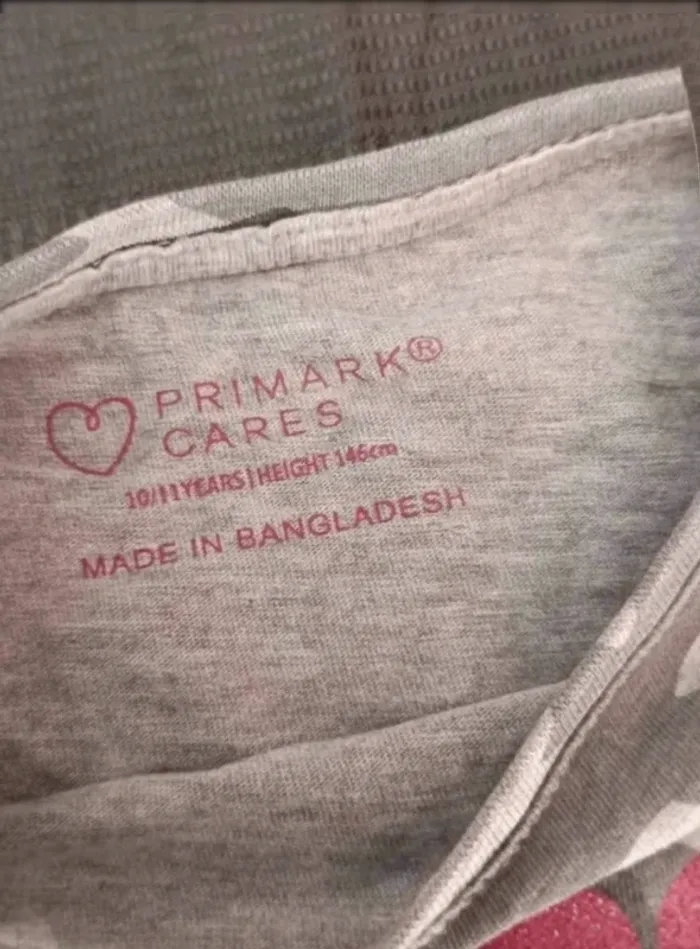 PRIMARK®
CARES
10/11YEARS|HEIGHT 146cm
MADE IN BANGLADESH